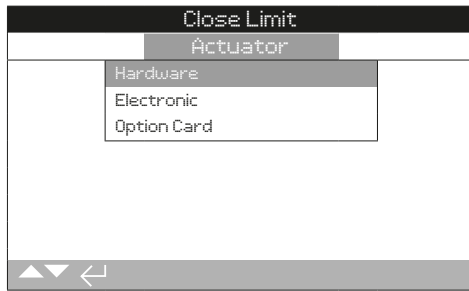 Close Limit
Actuator
Hardware
Electronic
Option Card